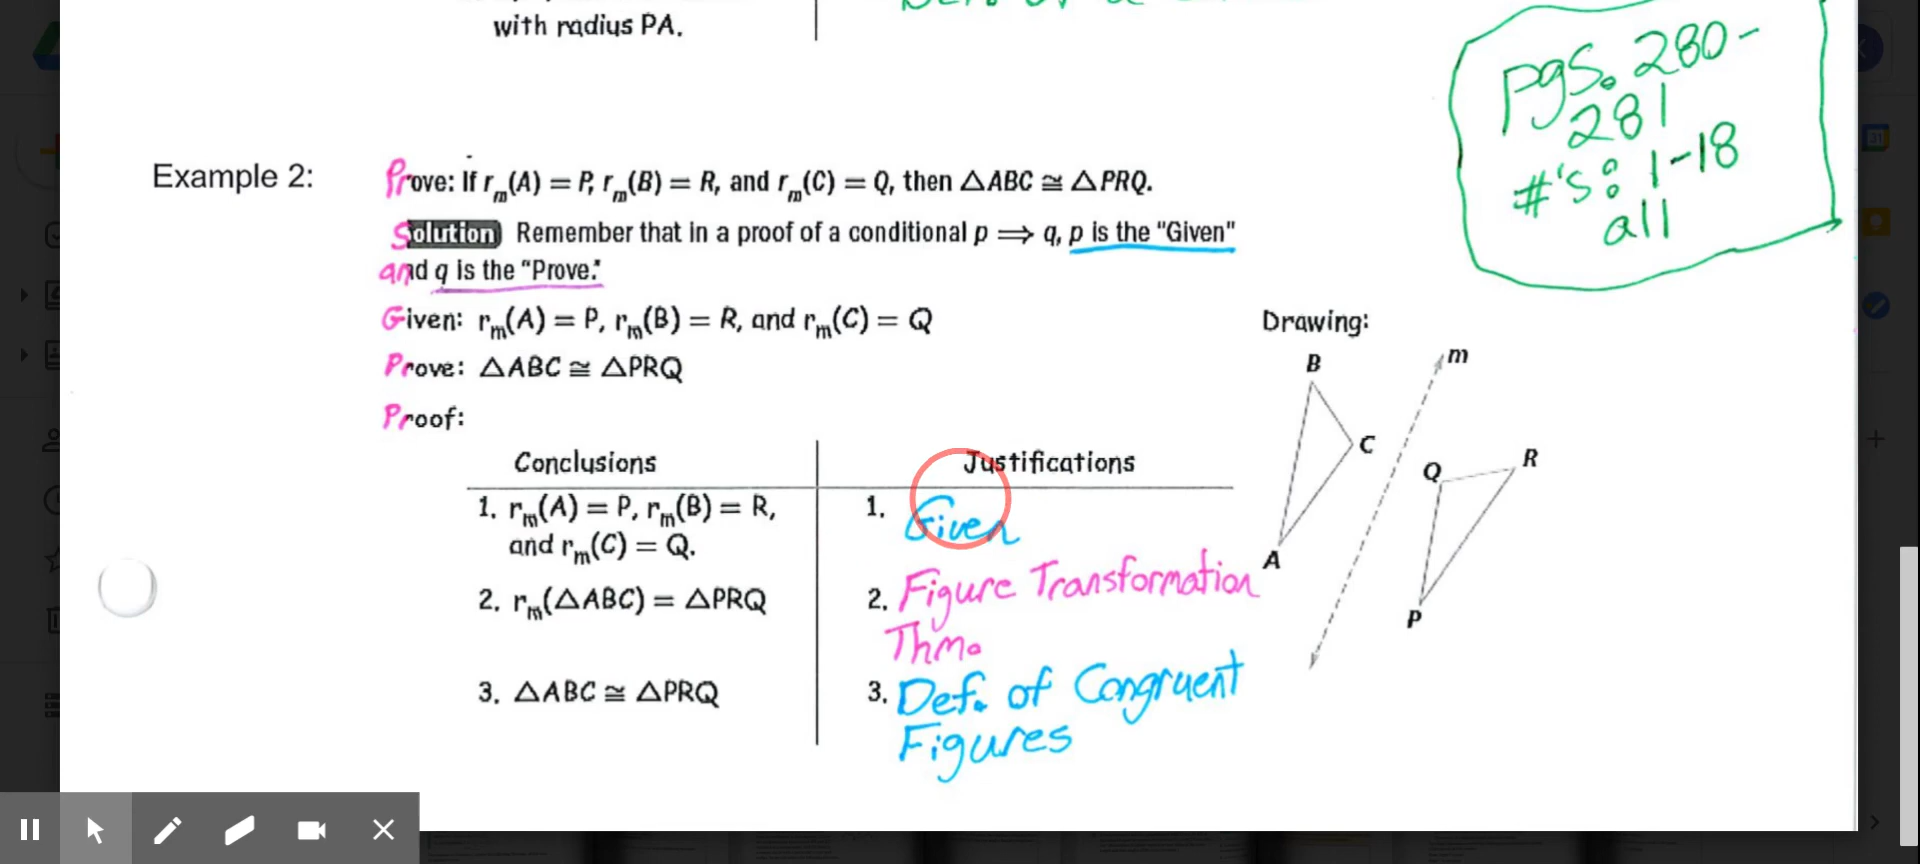 with radius PA.
pgs. 280-
281
#'s: 1-18
all
Example 2:
Prove: If rₘ(A) = P, rₘ(B) = R, and rₘ(C) = Q, then △ABC ≅ △PRQ.
Solution Remember that in a proof of a conditional p ⟹ q, p is the "Given"
and q is the "Prove."
Given: rₘ(A) = P, rₘ(B) = R, and rₘ(C) = Q
Prove: △ABC ≅ △PRQ
Proof:
Conclusions
Justifications
1. rₘ(A) = P, rₘ(B) = R,
and rₘ(C) = Q.
1. Given
2. rₘ(△ABC) = △PRQ
2. Figure Transformation
Thm.
3. △ABC ≅ △PRQ
3. Def. of Congruent
Figures
Drawing:
B
m
C
Q
R
A
P
31